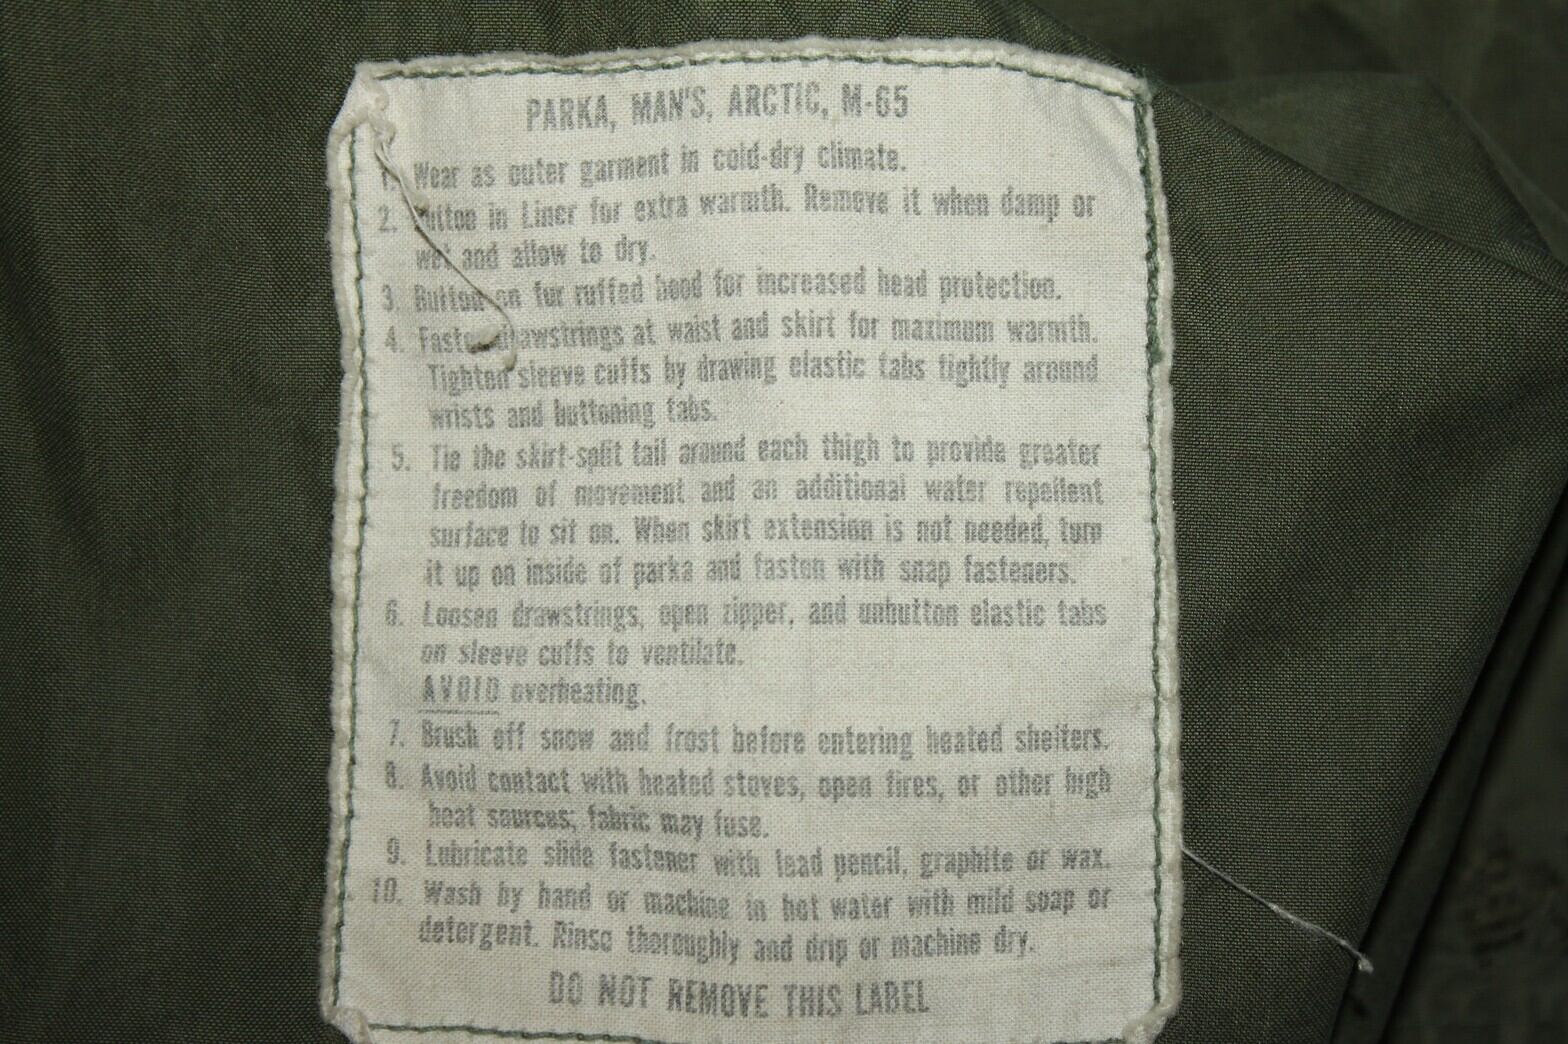 PARKA, MAN'S, ARCTIC, M-65
1. Wear as outer garment in cold-dry climate.
2. Button in Liner for extra warmth. Remove it when damp or
wet and allow to dry.
3. Button on fur ruffed hood for increased head protection.
4. Fasten drawstrings at waist and skirt for maximum warmth.
Tighten sleeve cuffs by drawing elastic tabs tightly around
wrists and buttoning tabs.
5. Tie the skirt-split tail around each thigh to provide greater
freedom of movement and an additional water repellent
surface to sit on. When skirt extension is not needed, turn
it up on inside of parka and fasten with snap fasteners.
6. Loosen drawstrings, open zipper, and unbutton elastic tabs
on sleeve cuffs to ventilate.
AVOID overheating.
7. Brush off snow and frost before entering heated shelters.
8. Avoid contact with heated stoves, open fires, or other high
heat sources; fabric may fuse.
9. Lubricate slide fastener with lead pencil, graphite or wax.
10. Wash by hand or machine in hot water with mild soap or
detergent. Rinse thoroughly and drip or machine dry.
DO NOT REMOVE THIS LABEL